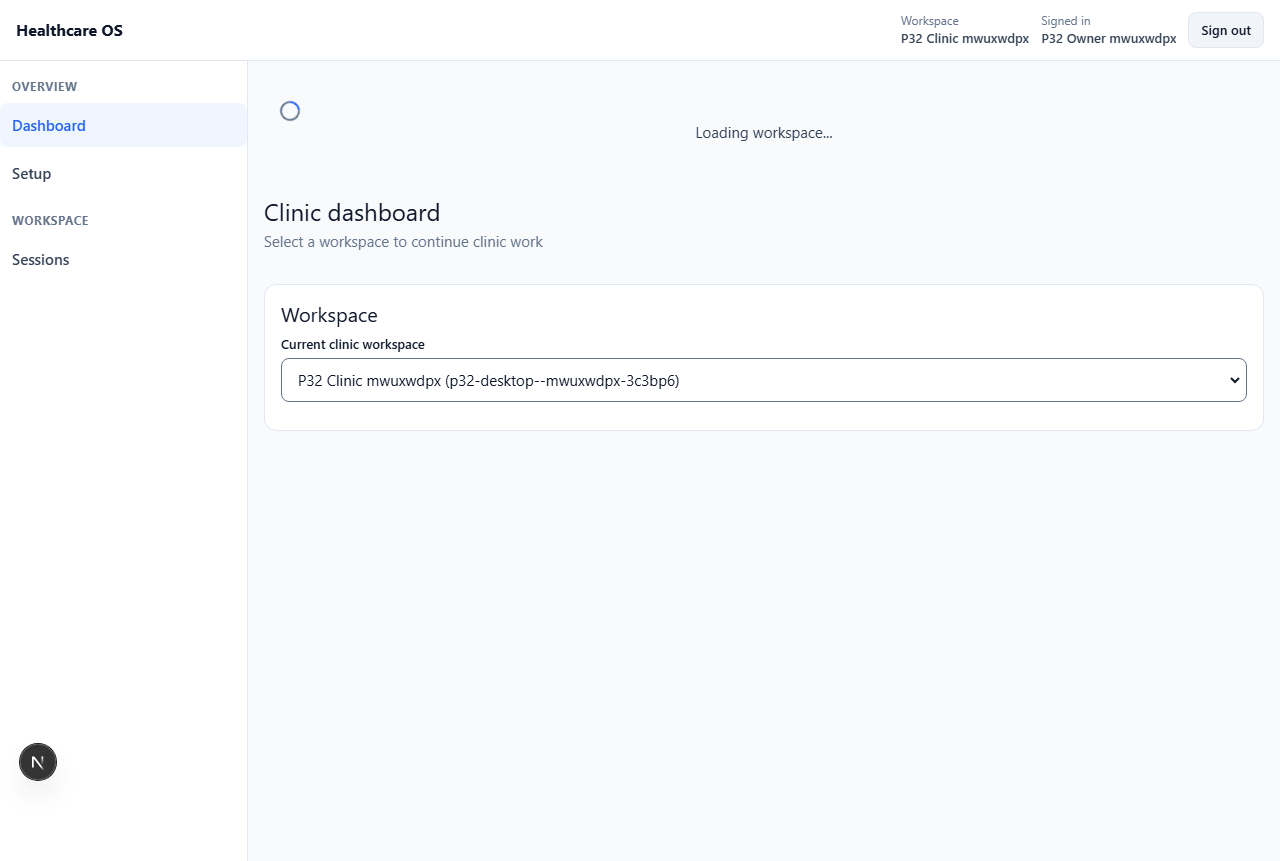 Healthcare OS
Workspace
P32 Clinic mwuxwdpx
Signed in
P32 Owner mwuxwdpx
Sign out
OVERVIEW
Dashboard
Setup
WORKSPACE
Sessions
Loading workspace...
Clinic dashboard
Select a workspace to continue clinic work
Workspace
Current clinic workspace
P32 Clinic mwuxwdpx (p32-desktop--mwuxwdpx-3c3bp6)
N